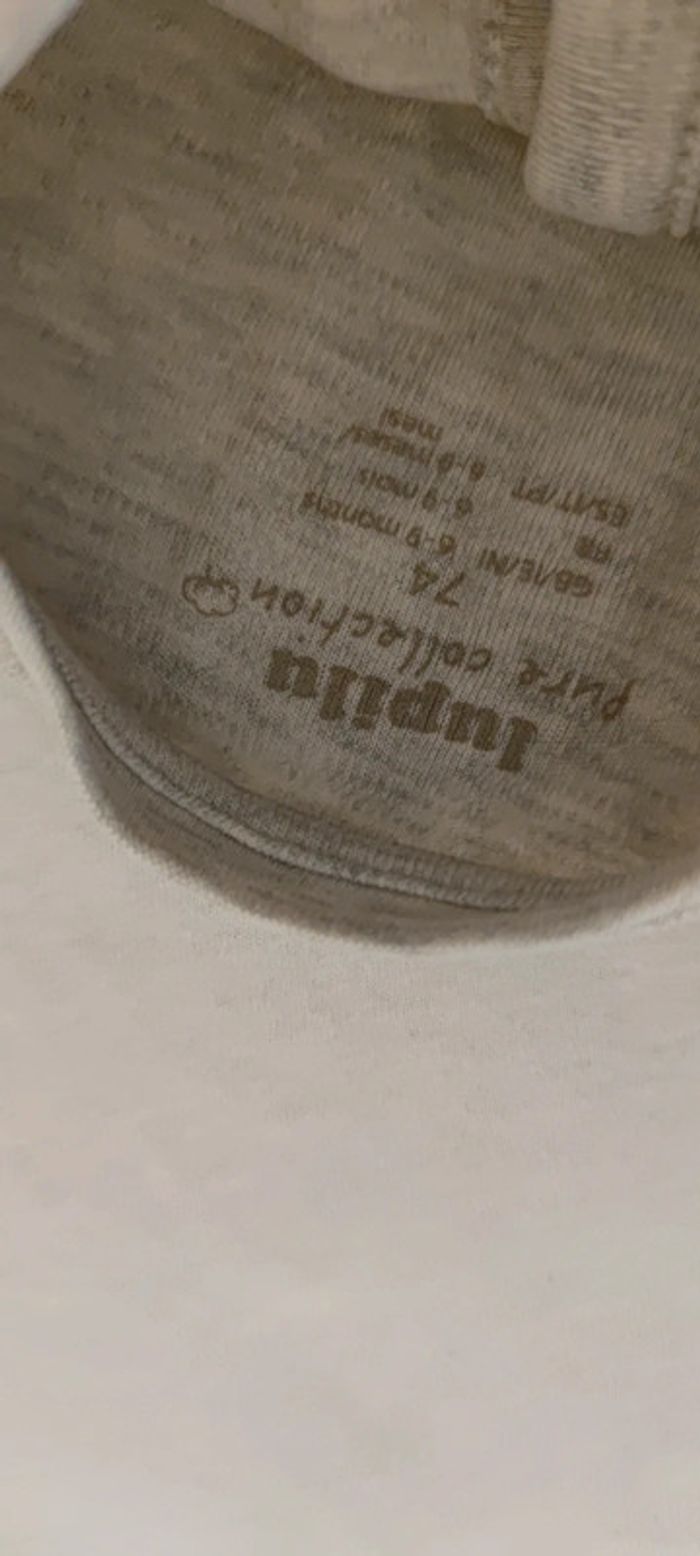 lupilu
pure collection
74
GB/IE/NI 6-9 months
FR 6-9 mois
ES/IT/PT 6-9 meses/
mesi